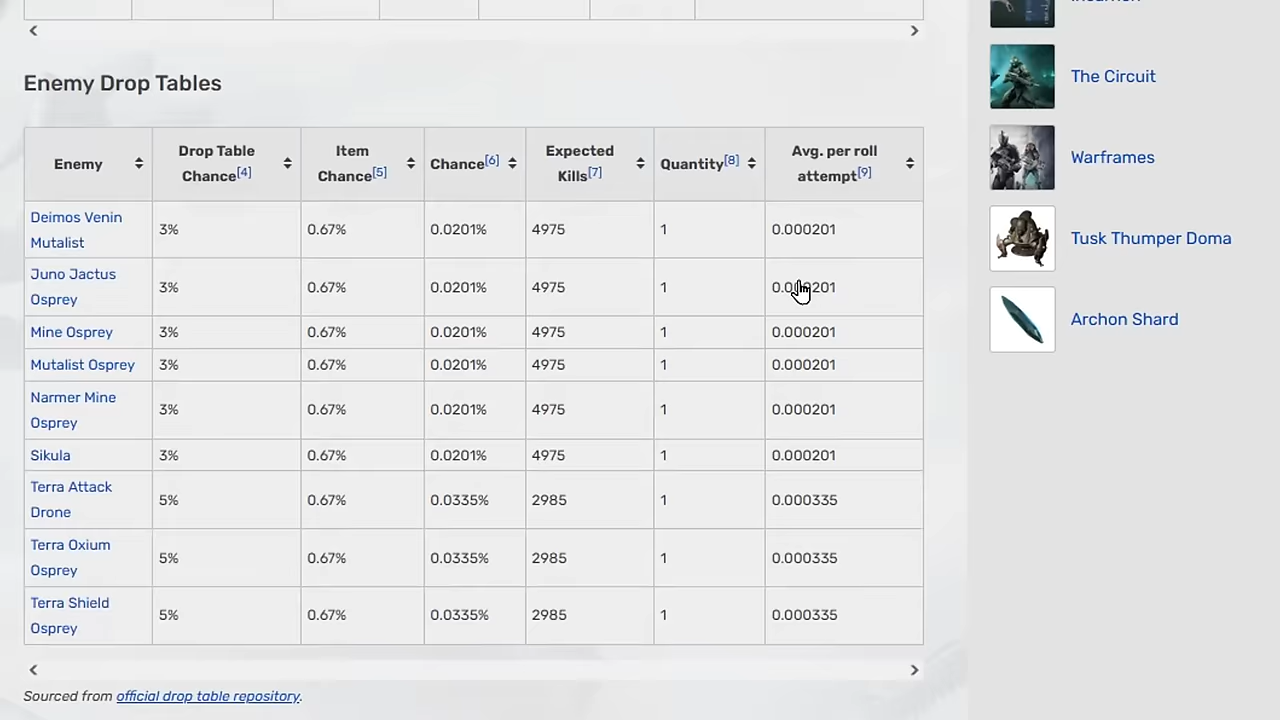 Enemy Drop Tables
Enemy
Drop Table
Chance[4]
Item
Chance[5]
Chance[6]
Expected
Kills[7]
Quantity[8]
Avg. per roll
attempt[9]
Deimos Venin
Mutalist
3%
0.67%
0.0201%
4975
1
0.000201
Juno Jactus
Osprey
3%
0.67%
0.0201%
4975
1
0.000201
Mine Osprey
3%
0.67%
0.0201%
4975
1
0.000201
Mutalist Osprey
3%
0.67%
0.0201%
4975
1
0.000201
Narmer Mine
Osprey
3%
0.67%
0.0201%
4975
1
0.000201
Sikula
3%
0.67%
0.0201%
4975
1
0.000201
Terra Attack
Drone
5%
0.67%
0.0335%
2985
1
0.000335
Terra Oxium
Osprey
5%
0.67%
0.0335%
2985
1
0.000335
Terra Shield
Osprey
5%
0.67%
0.0335%
2985
1
0.000335
Sourced from official drop table repository.
The Circuit
Warframes
Tusk Thumper Doma
Archon Shard